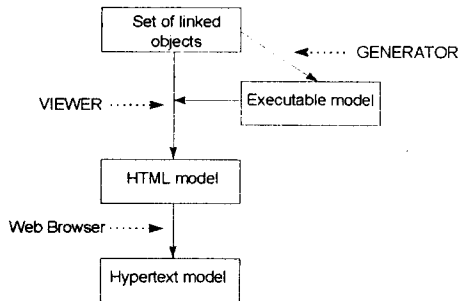 Set of linked
objects
GENERATOR
VIEWER
Executable model
HTML model
Web Browser
Hypertext model